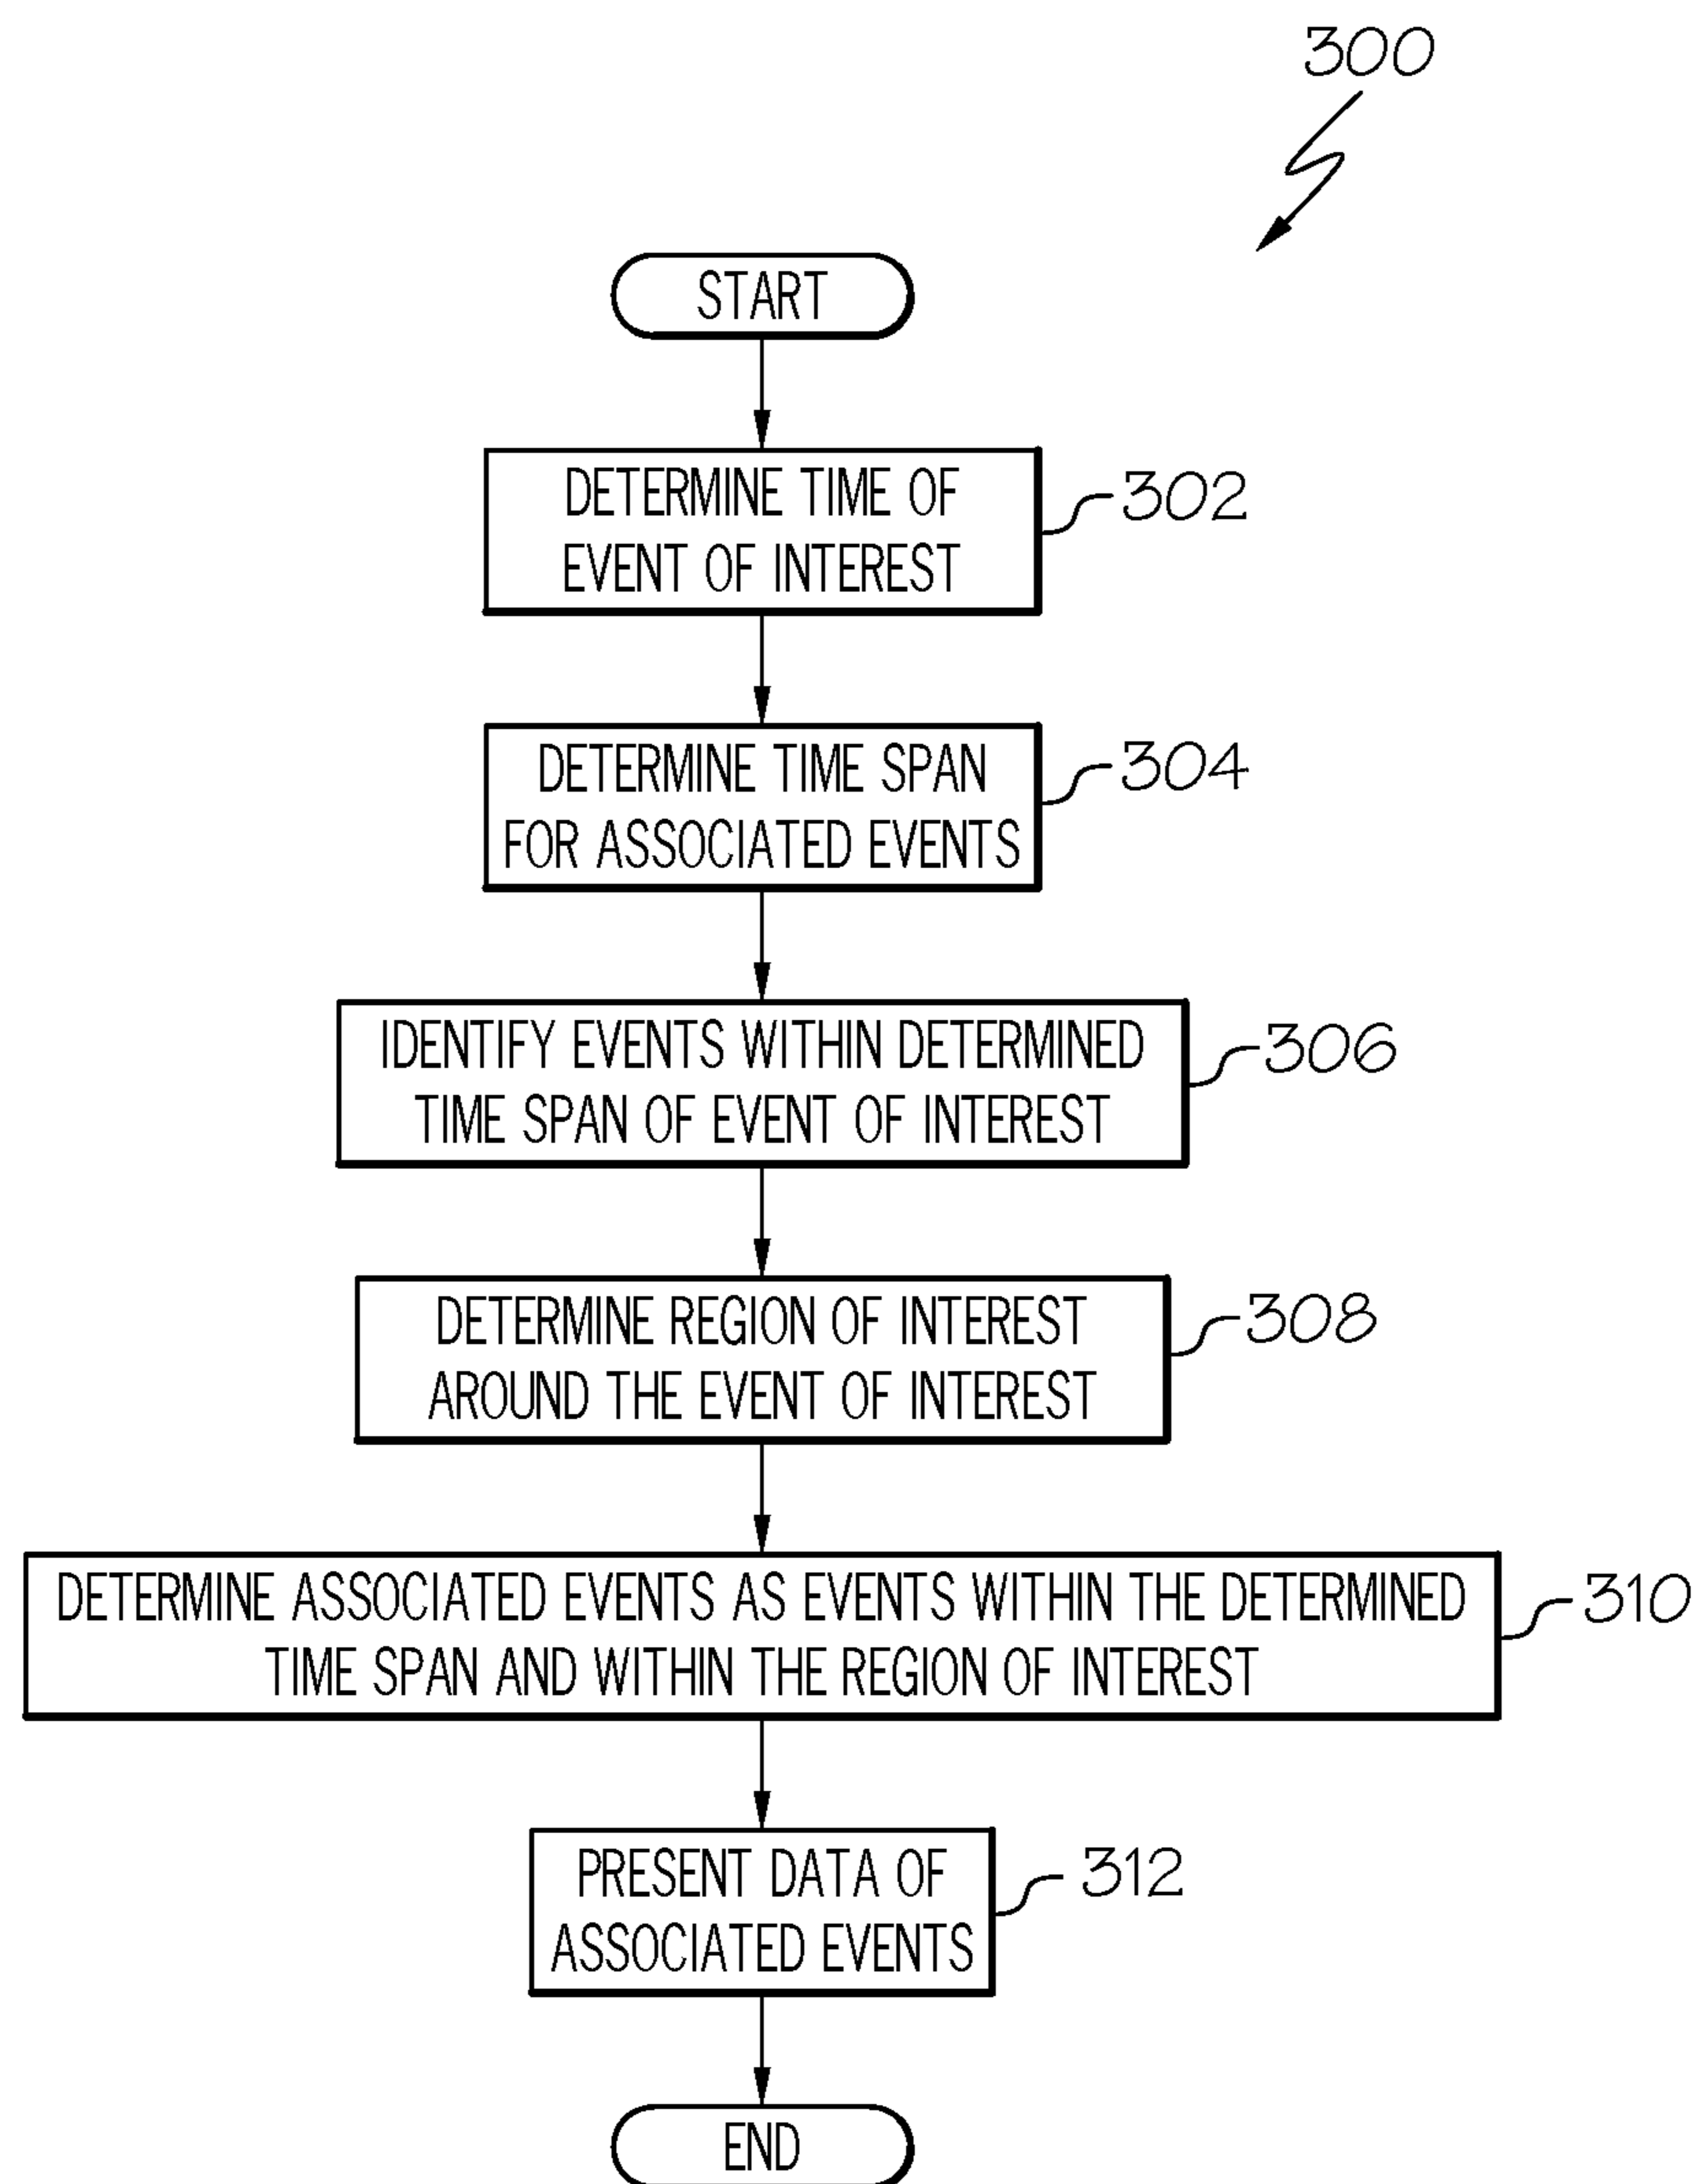 300
START
DETERMINE TIME OF
EVENT OF INTEREST
302
DETERMINE TIME SPAN
FOR ASSOCIATED EVENTS
304
IDENTIFY EVENTS WITHIN DETERMINED
TIME SPAN OF EVENT OF INTEREST
306
DETERMINE REGION OF INTEREST
AROUND THE EVENT OF INTEREST
308
DETERMINE ASSOCIATED EVENTS AS EVENTS WITHIN THE DETERMINED
TIME SPAN AND WITHIN THE REGION OF INTEREST
310
PRESENT DATA OF
ASSOCIATED EVENTS
312
END